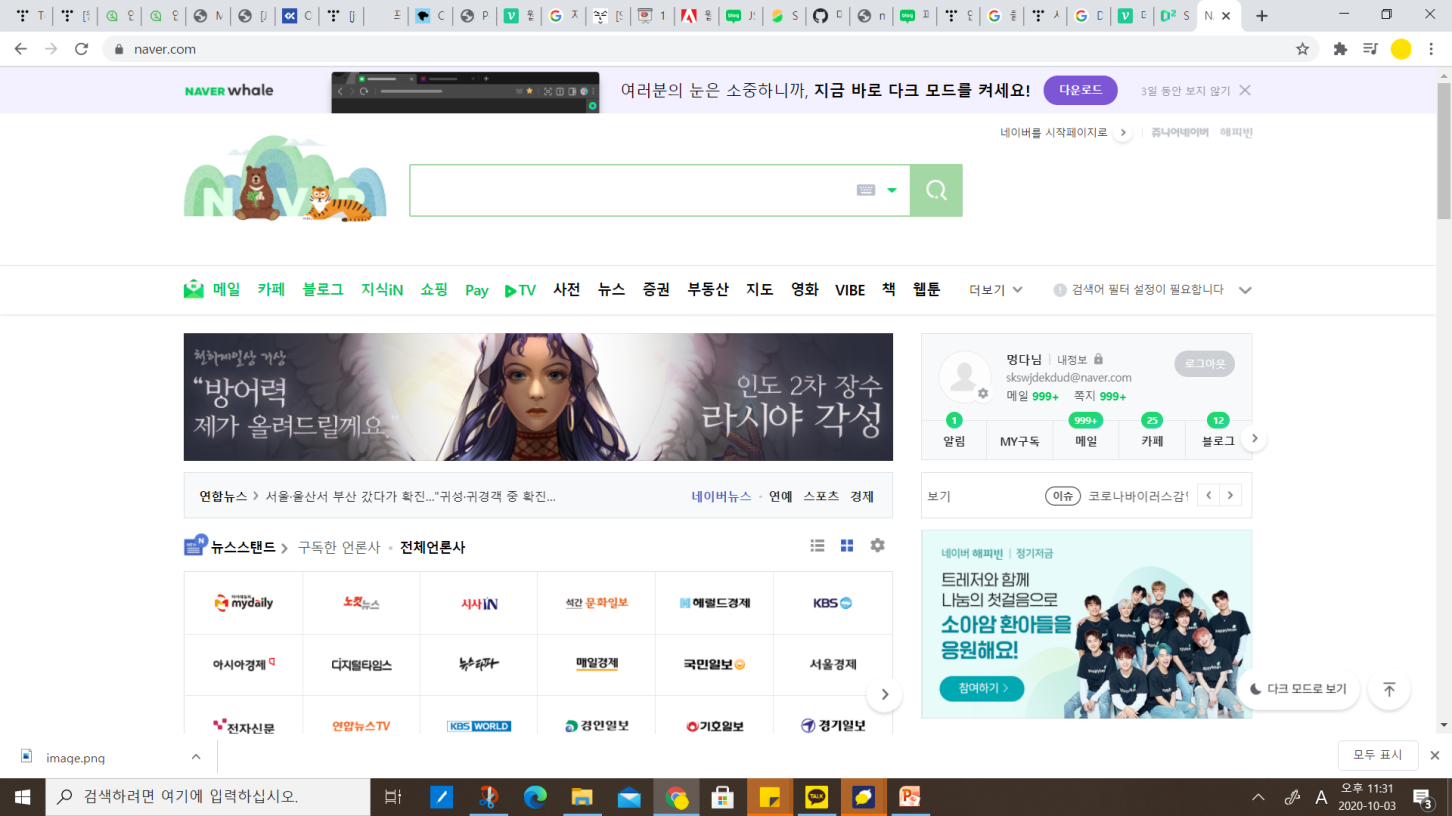 naver.com
NAVER whale
여러분의 눈은 소중하니까, 지금 바로 다크 모드를 켜세요!
다운로드
3일 동안 보지 않기
네이버를 시작페이지로
쥬니어네이버 해피빈
NAVER
메일 카페 블로그 지식iN 쇼핑 Pay TV 사전 뉴스 증권 부동산 지도 영화 VIBE 책 웹툰 더보기
검색어 필터 설정이 필요합니다
천하제일상 거상
“방어력
제가 올려드릴게요.”
인도 2차 장수
라시야 각성
멍다님 내정보
로그아웃
skswjdekdud@naver.com
메일 999+ 쪽지 999+
1 999+ 25 12
알림 MY구독 메일 카페 블로그
연합뉴스 서울·울산서 부산 갔다가 확진..."귀성·귀경객 중 확진...
네이버뉴스 연예 스포츠 경제
보기 이슈 코로나바이러스감
뉴스스탠드 구독한 언론사 전체언론사
마이데일리 mydaily 노컷뉴스 시사IN 석간 문화일보 헤럴드경제 KBS
아시아경제 디지털타임스 뉴스타파 매일경제 국민일보 서울경제
전자신문 연합뉴스TV KBS WORLD 경인일보 기호일보 경기일보
네이버 해피빈 | 정기저금
트레저와 함께
나눔의 첫걸음으로
소아암 환아들을
응원해요!
참여하기
다크 모드로 보기
image.png
모두 표시
검색하려면 여기에 입력하십시오.
TALK
A
오후 11:31
2020-10-03
3